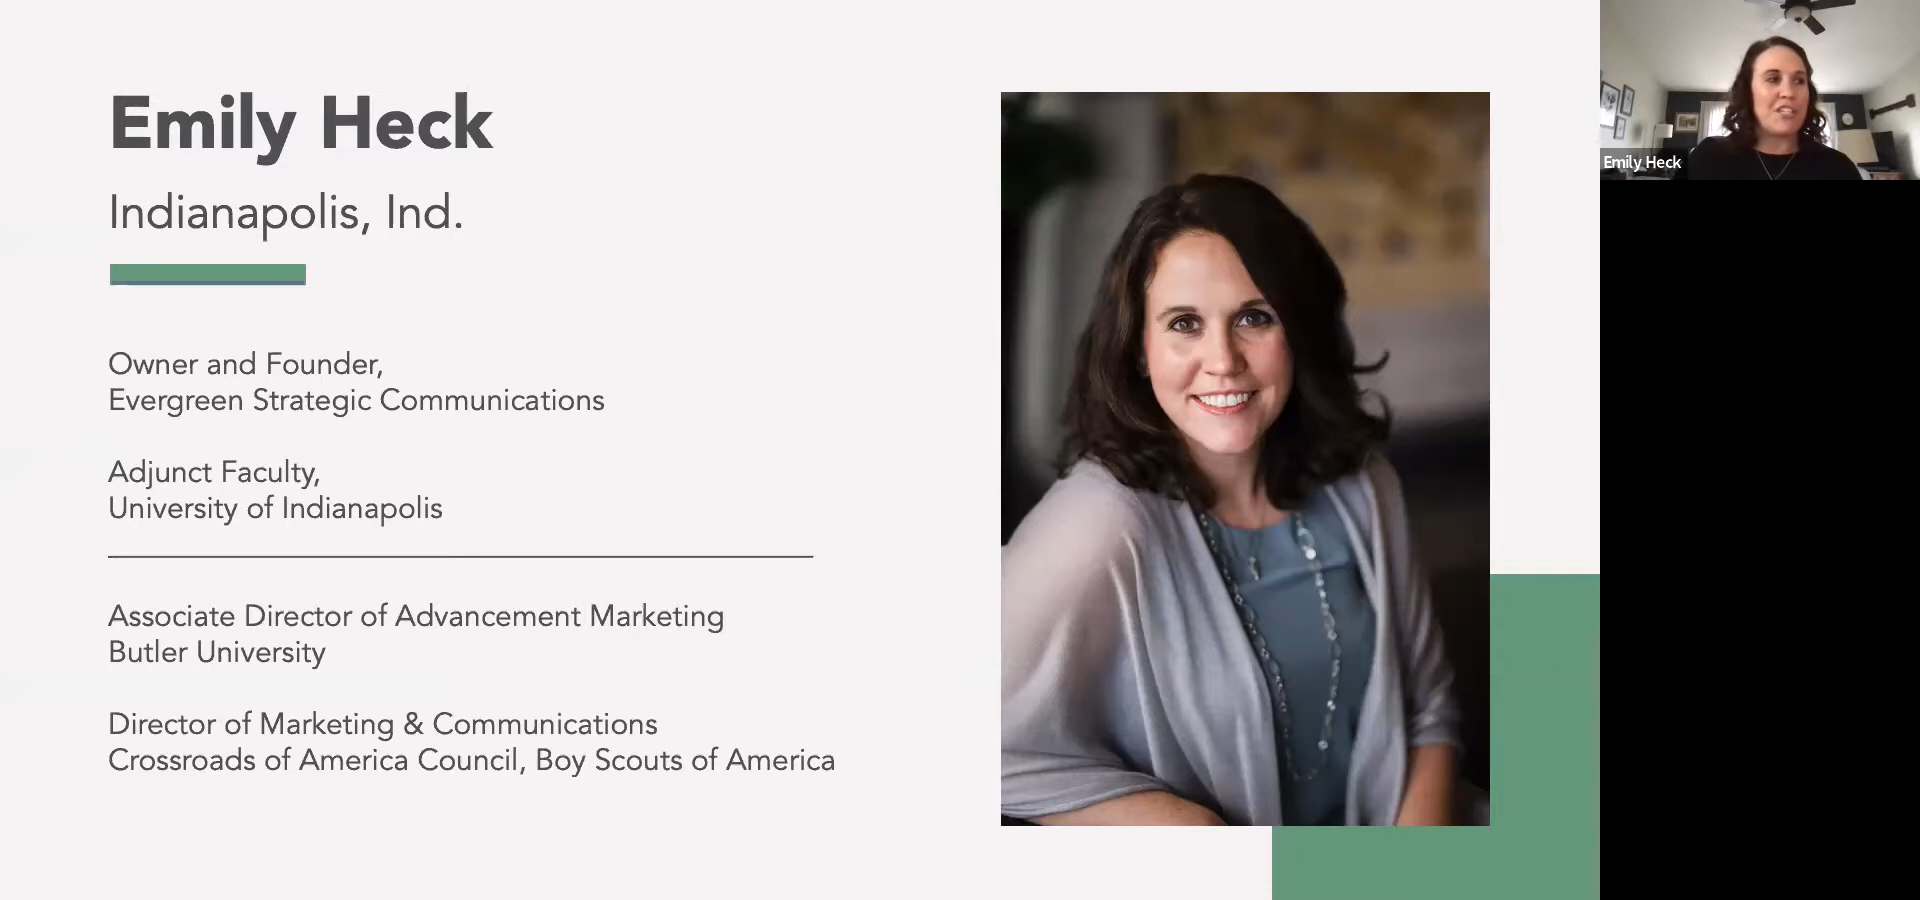 Emily Heck
Indianapolis, Ind.
Owner and Founder,
Evergreen Strategic Communications
Adjunct Faculty,
University of Indianapolis
Associate Director of Advancement Marketing
Butler University
Director of Marketing & Communications
Crossroads of America Council, Boy Scouts of America
Emily Heck